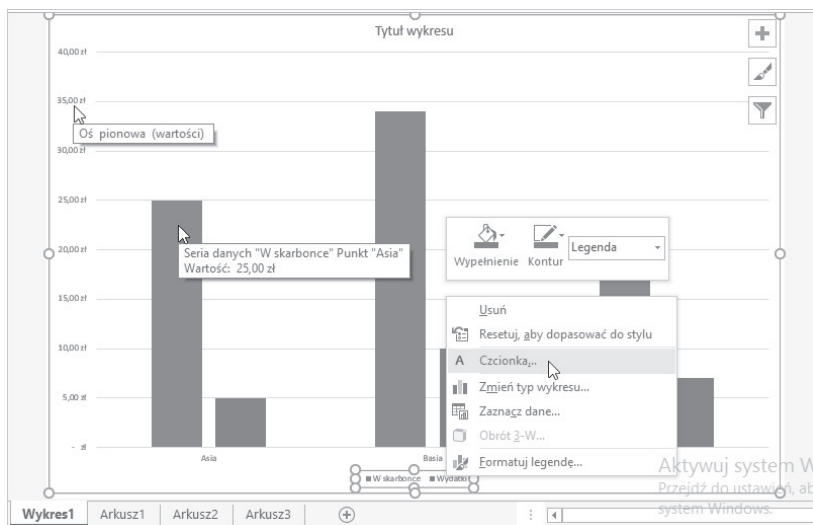 Tytuł wykresu
40,00 zł
35,00 zł
Oś pionowa (wartości)
30,00 zł
25,00 zł
Seria danych "W skarbonce" Punkt "Asia"
Wartość: 25,00 zł
20,00 zł
15,00 zł
10,00 zł
5,00 zł
- zł
Asia
Basia
W skarbonce Wydatki
Wypełnienie Kontur Legenda
Usuń
Resetuj, aby dopasować do stylu
A Czcionka...
Zmień typ wykresu...
Zaznacz dane...
Obrót 3-W...
Formatuj legendę...
Aktywuj system W
Przejdź do ustawień, ab
system Windows.
Wykres1 Arkusz1 Arkusz2 Arkusz3